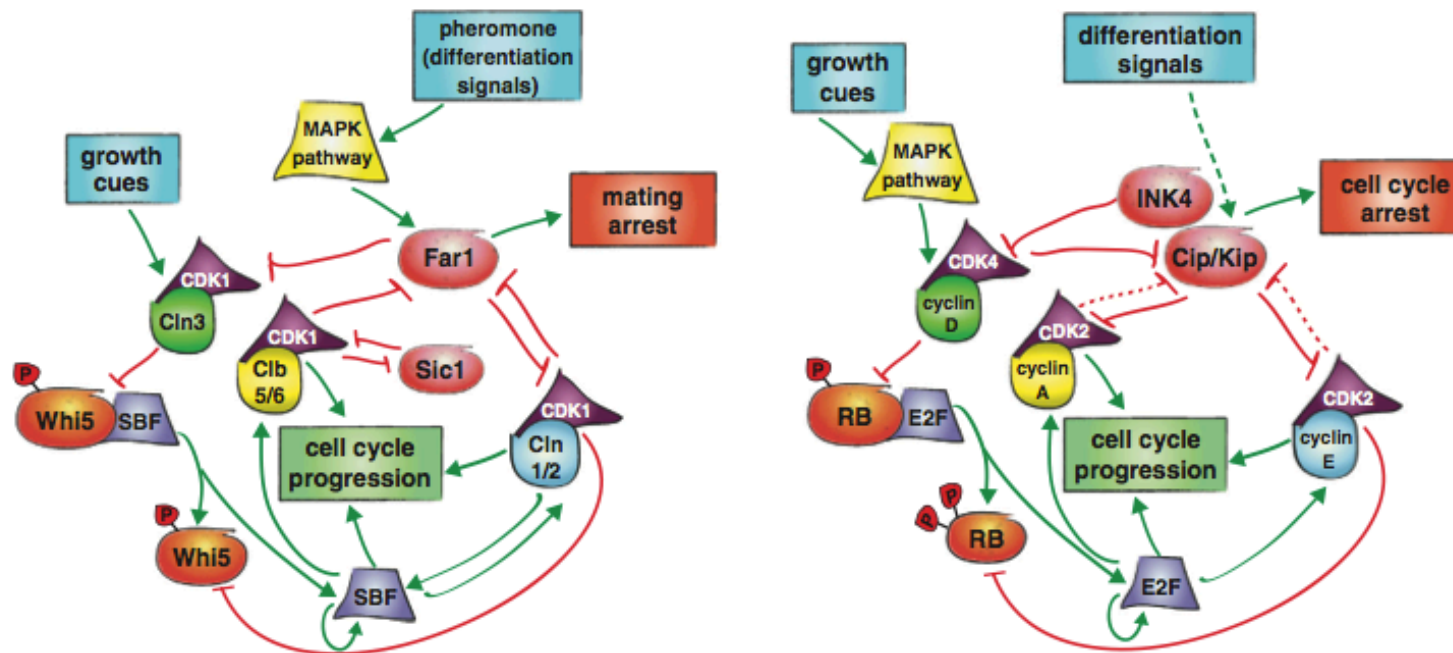 pheromone
(differentiation
signals)
MAPK
pathway
growth
cues
mating
arrest
Far1
CDK1
Cln3
CDK1
Clb
5/6
Sic1
P
Whi5
SBF
CDK1
Cln
1/2
cell cycle
progression
P
Whi5
SBF
differentiation
signals
growth
cues
MAPK
pathway
INK4
cell cycle
arrest
Cip/Kip
CDK4
cyclin
D
CDK2
cyclin
A
P
RB
E2F
CDK2
cyclin
E
cell cycle
progression
P
P
RB
E2F